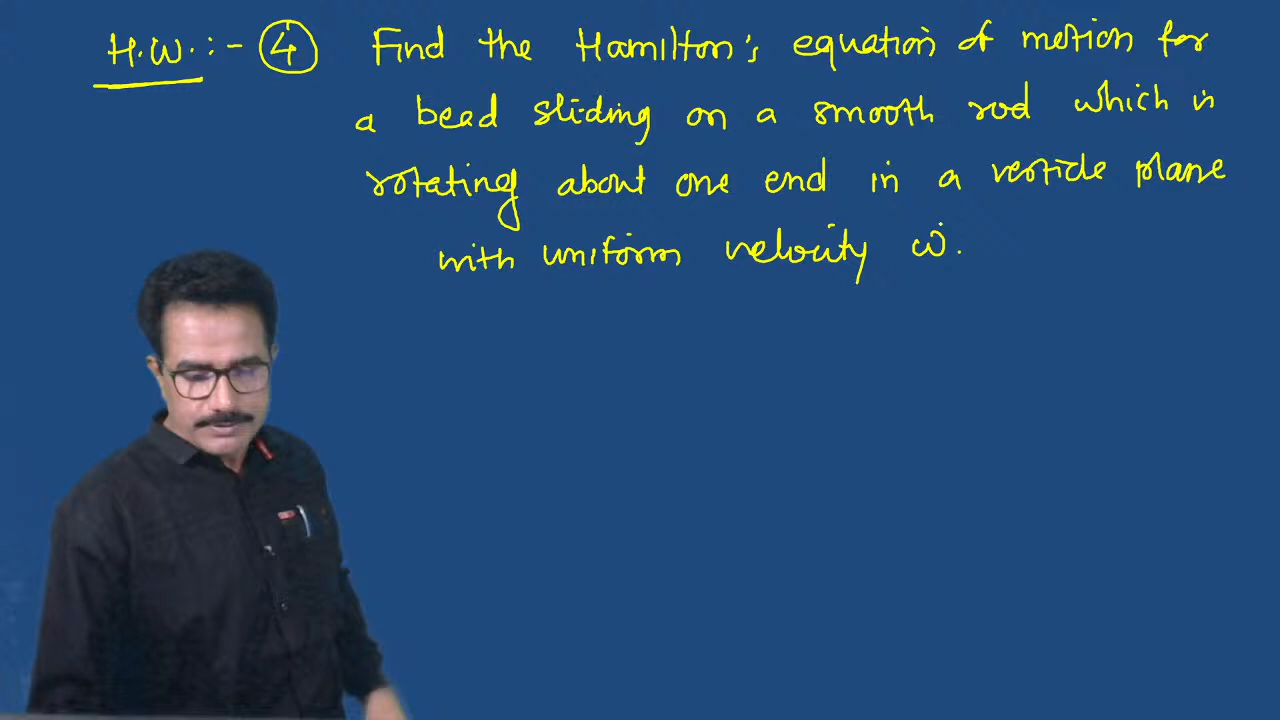 H.W. :- ④ Find the Hamilton's equation of motion for
a bead sliding on a smooth rod which is
rotating about one end in a verticle plane
with uniform velocity ω.